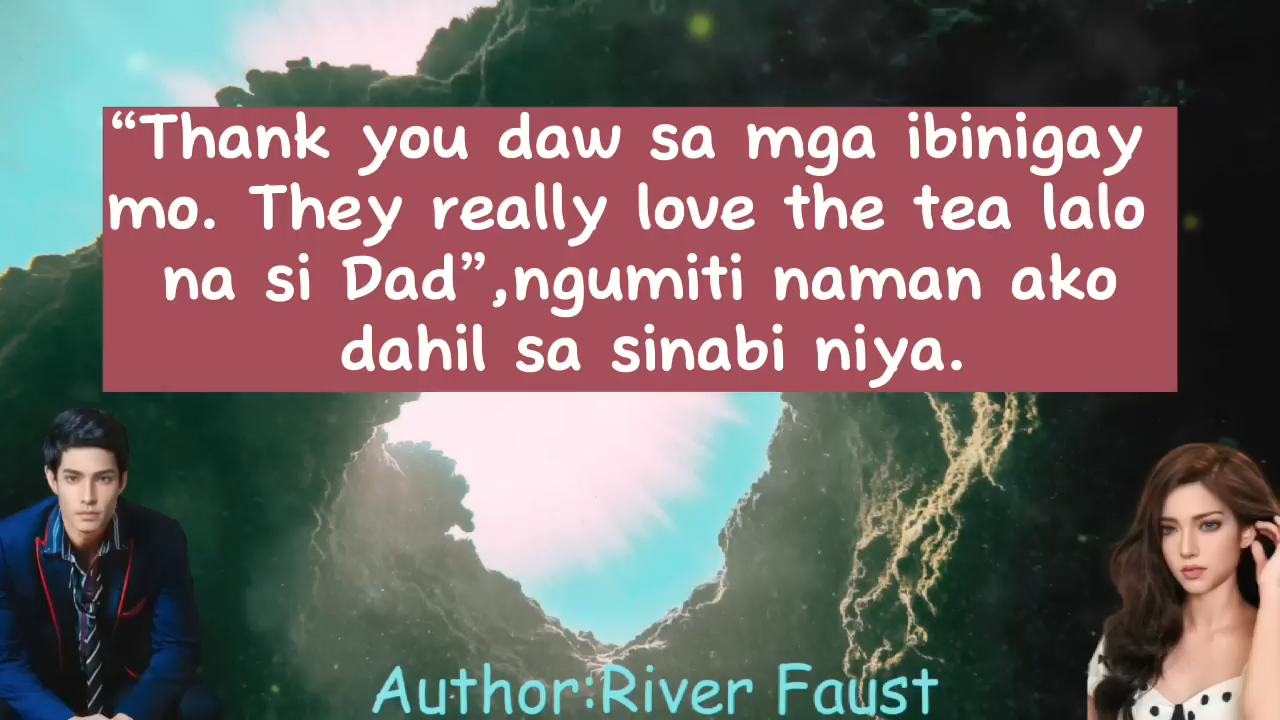 “Thank you daw sa mga ibinigay
mo. They really love the tea lalo
na si Dad”,ngumiti naman ako
dahil sa sinabi niya.
Author:River Faust